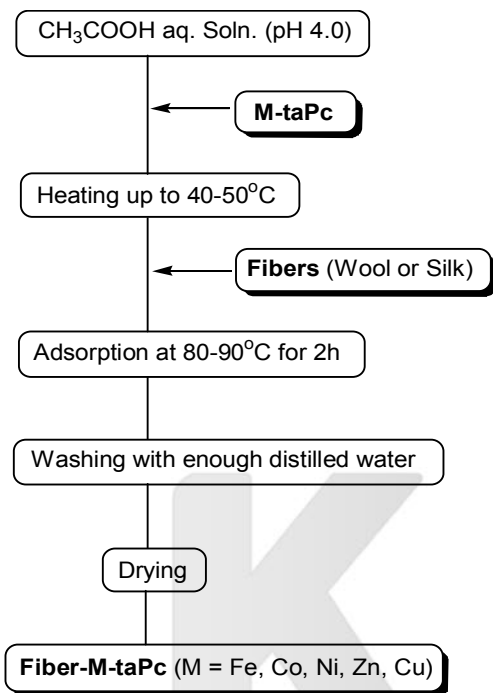 CH₃COOH aq. Soln. (pH 4.0)
M-taPc
Heating up to 40-50°C
Fibers (Wool or Silk)
Adsorption at 80-90°C for 2h
Washing with enough distilled water
Drying
Fiber-M-taPc (M = Fe, Co, Ni, Zn, Cu)